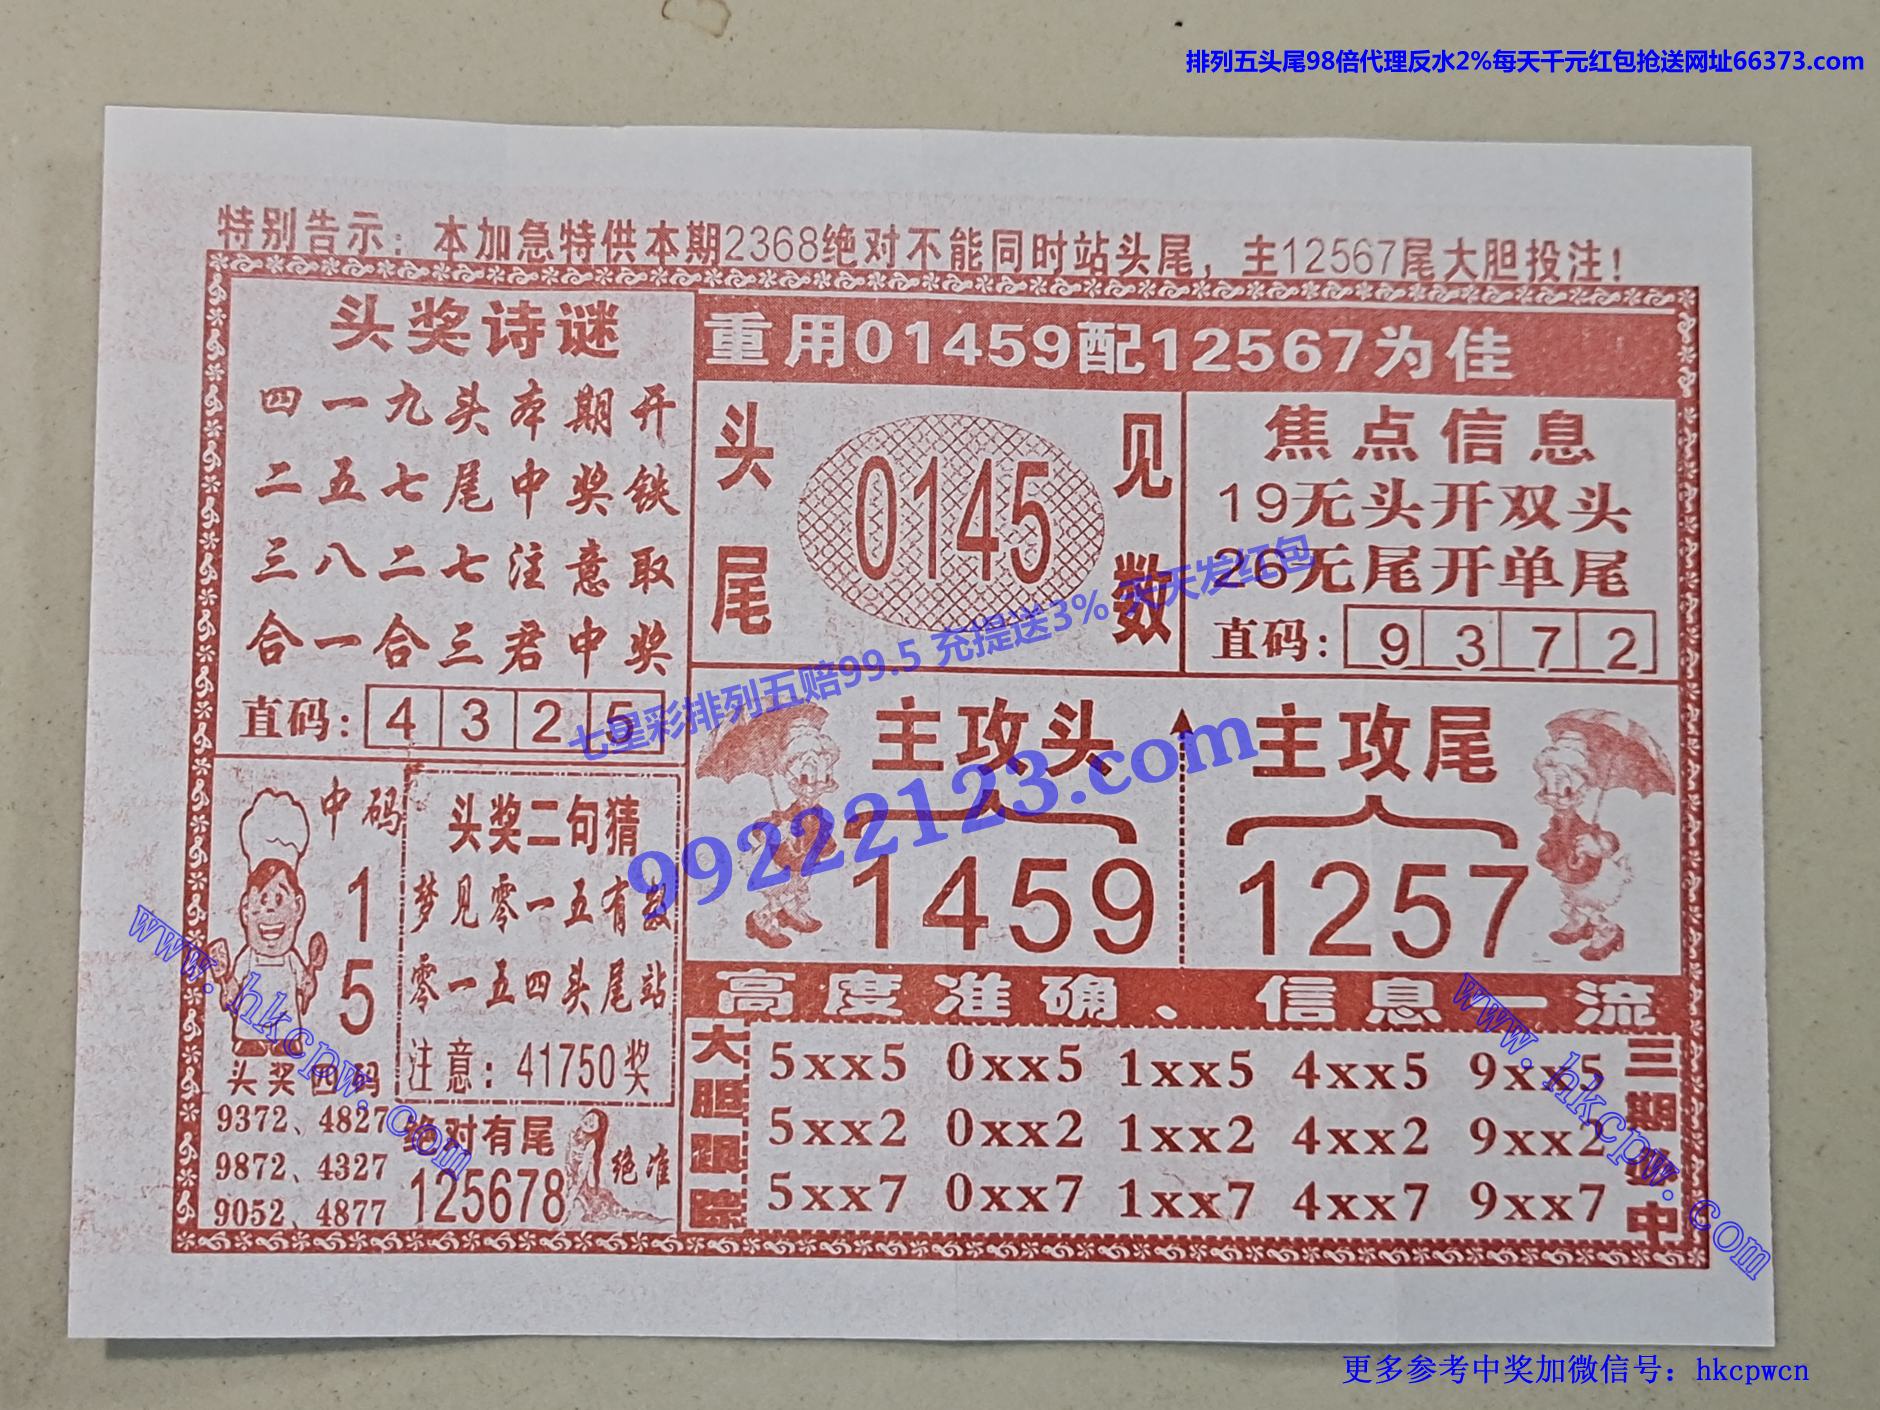 排列五头尾98倍代理反水2%每天千元红包抢送网址66373.com
特别告示：本加急特供本期2368绝对不能同时站头尾，主12567尾大胆投注！
头奖诗谜
四一九头本期开
二五七尾中奖铁
三八二七注意取
合一合三君中奖
直码：4325
重用01459配12567为佳
头尾
0145
见数
焦点信息
19无头开双头
26无尾开单尾
直码：9372
七星彩排列五赔99.5 充提送3% 天天发红包
99222123.com
主攻头
1459
主攻尾
1257
中码
1
5
头奖四码
9372、4827
9872、4327
9052、4877
头奖二句猜
梦见零一五有数
零一五四头尾站
注意：41750奖
绝对有尾
125678
绝准
高度准确、信息一流
大胆跟踪
5xx5 0xx5 1xx5 4xx5 9xx5
5xx2 0xx2 1xx2 4xx2 9xx2
5xx7 0xx7 1xx7 4xx7 9xx7
三期必中
www.hkcpw.com
www.hkcpw.com
更多参考中奖加微信号：hkcpwcn